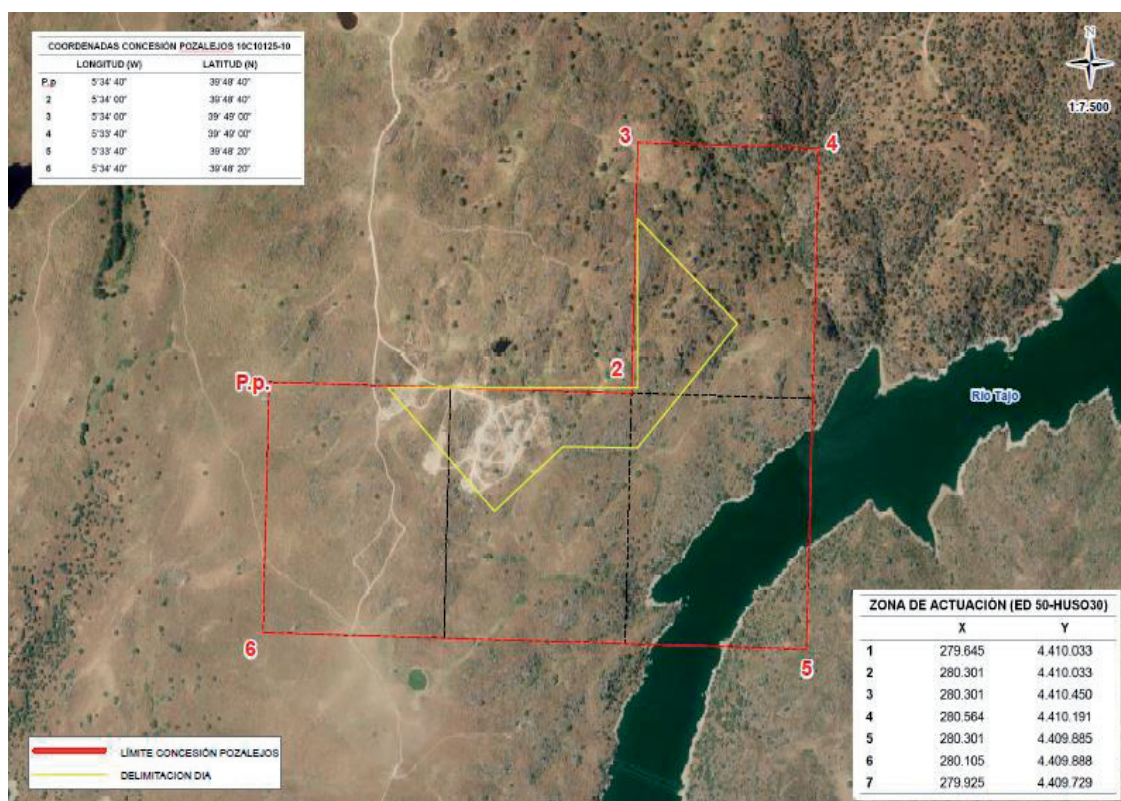 COORDENADAS CONCESIÓN POZALEJOS 10C10125-10
LONGITUD (W) LATITUD (N)
P.p 5°34' 40" 39°48' 40"
2 5°34' 00" 39°48' 40"
3 5°34' 00" 39° 49' 00"
4 5°33' 40" 39° 49' 00"
5 5°33' 40" 39°48' 20"
6 5°34' 40" 39°48' 20"
N
1:7.500
3
4
2
P.p.
Río Tajo
6
5
ZONA DE ACTUACIÓN (ED 50-HUSO30)
X Y
1 279.645 4.410.033
2 280.301 4.410.033
3 280.301 4.410.450
4 280.564 4.410.191
5 280.301 4.409.885
6 280.105 4.409.888
7 279.925 4.409.729
LÍMITE CONCESIÓN POZALEJOS
DELIMITACION DIA